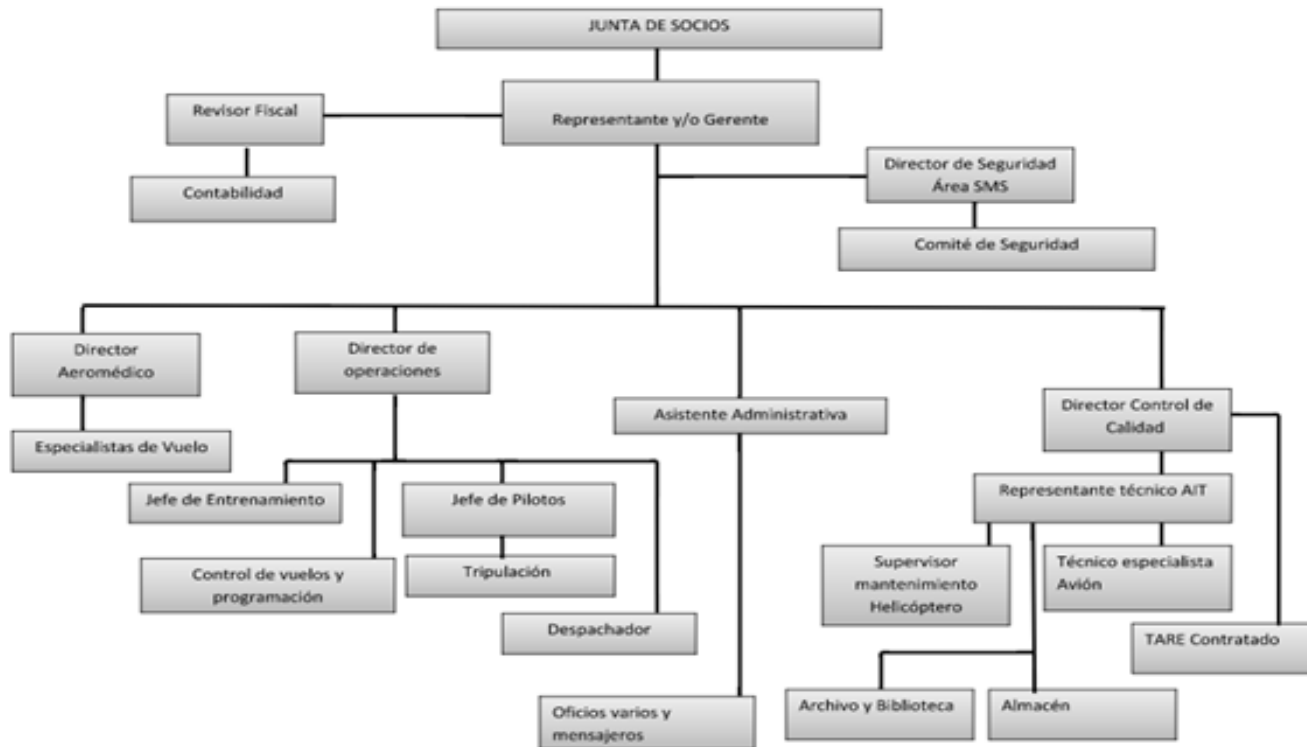 JUNTA DE SOCIOS
Revisor Fiscal
Representante y/o Gerente
Contabilidad
Director de Seguridad
Área SMS
Comité de Seguridad
Director
Aeromédico
Director de
operaciones
Asistente Administrativa
Director Control de
Calidad
Especialistas de Vuelo
Jefe de Entrenamiento
Jefe de Pilotos
Representante técnico AIT
Control de vuelos y
programación
Tripulación
Supervisor
mantenimiento
Helicóptero
Técnico especialista
Avión
Despachador
TARE Contratado
Oficios varios y
mensajeros
Archivo y Biblioteca
Almacén